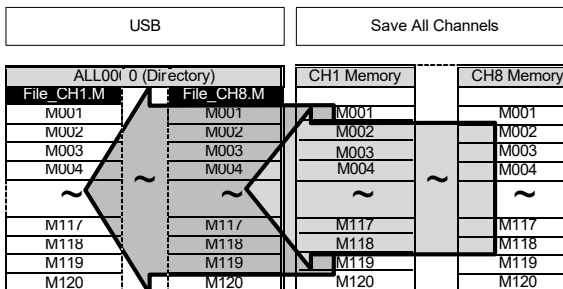 USB Save All Channels
ALL00 0 (Directory) CH1 Memory CH8 Memory
File_CH1.M File_CH8.M
M001 M001 M001 M001
M002 M002 M002 M002
M003 M003 M003 M003
M004 M004 M004 M004
~ ~ ~ ~ ~ ~
M117 M117 M117 M117
M118 M118 M118 M118
M119 M119 M119 M119
M120 M120 M120 M120